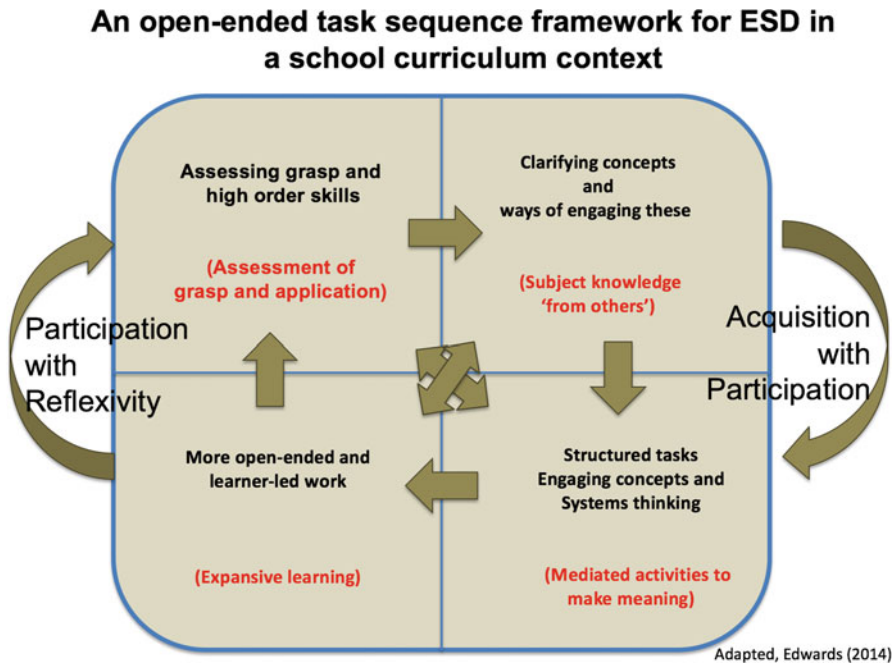 An open-ended task sequence framework for ESD in
a school curriculum context
Assessing grasp and
high order skills
(Assessment of
grasp and application)
Clarifying concepts
and
ways of engaging these
(Subject knowledge
‘from others’)
Participation
with
Reflexivity
Acquisition
with
Participation
More open-ended and
learner-led work
(Expansive learning)
Structured tasks
Engaging concepts and
Systems thinking
(Mediated activities to
make meaning)
Adapted, Edwards (2014)